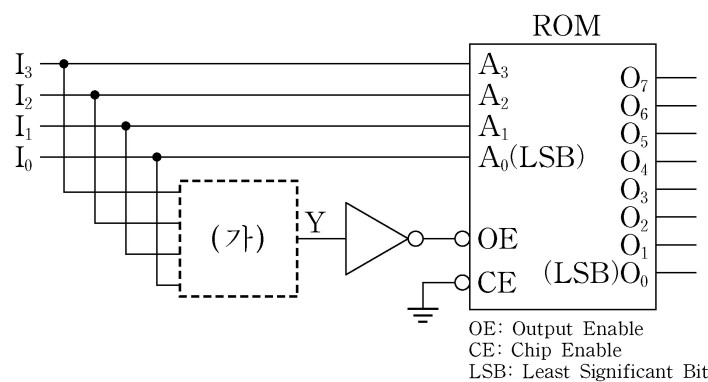 ROM
I₃
A₃
I₂
A₂
I₁
A₁
I₀
A₀(LSB)
O₇
O₆
O₅
O₄
O₃
O₂
O₁
(LSB)O₀
(가)
Y
OE
CE
OE: Output Enable
CE: Chip Enable
LSB: Least Significant Bit